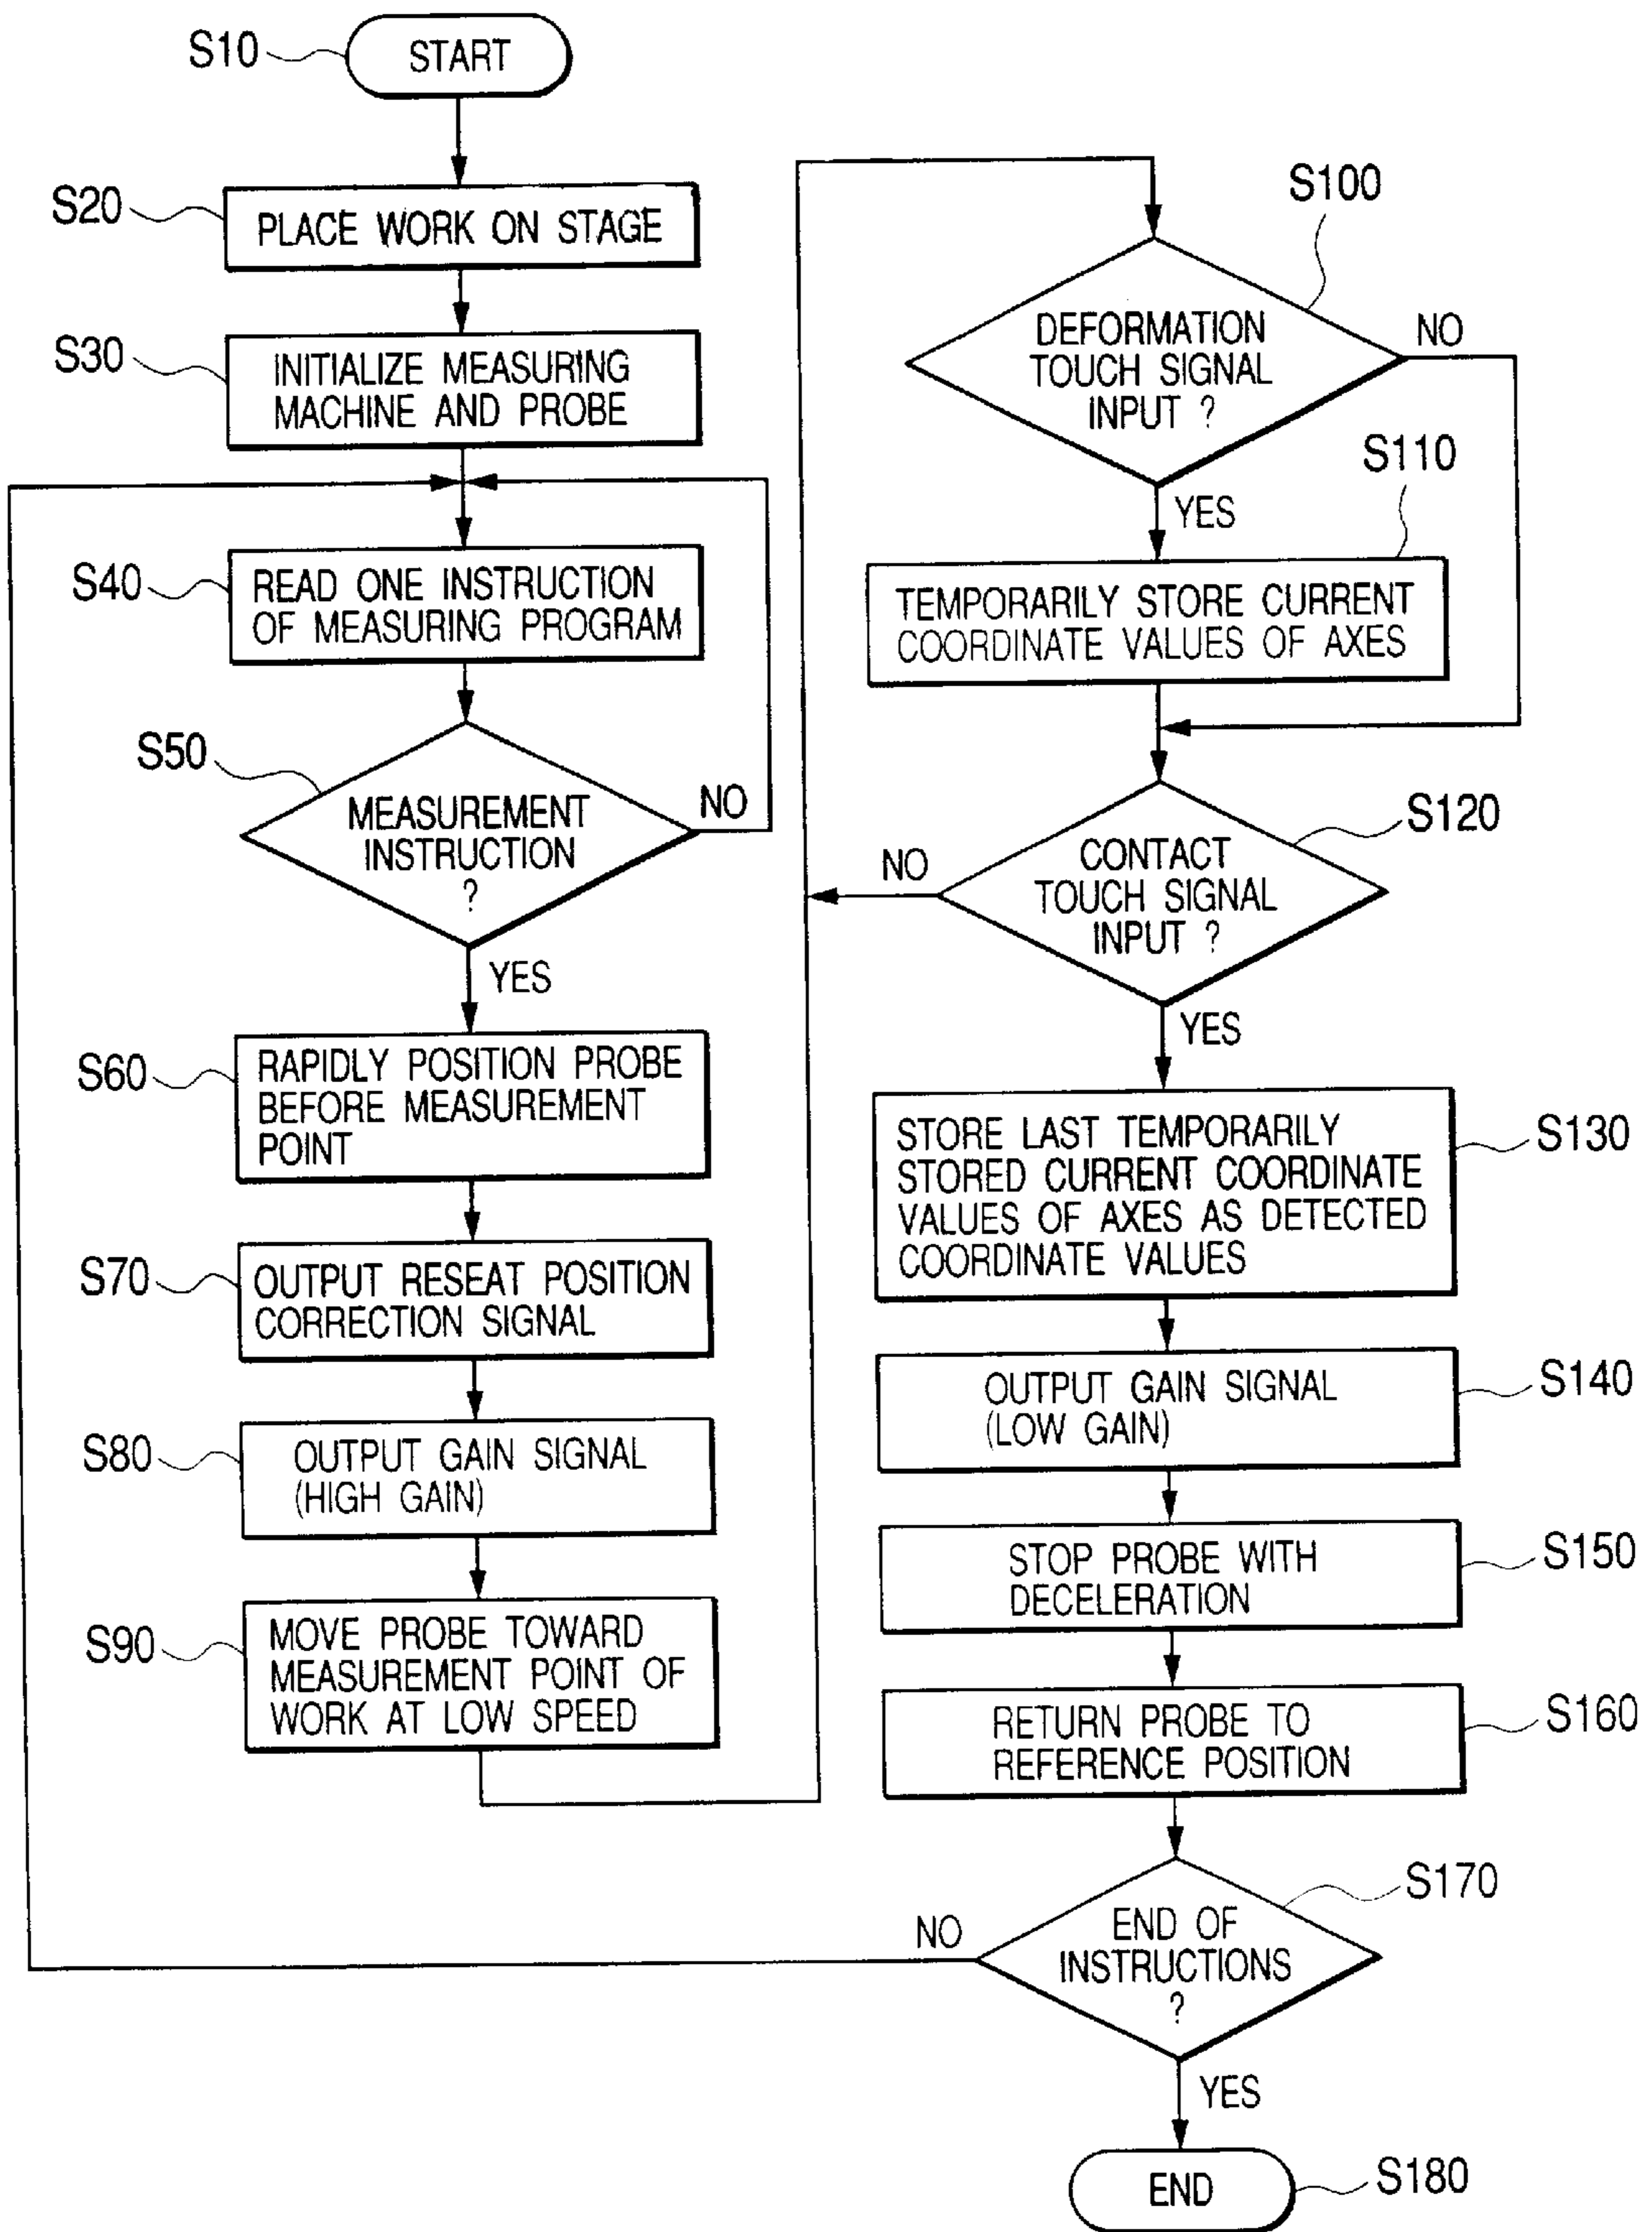 S10
START
S20
PLACE WORK ON STAGE
S30
INITIALIZE MEASURING
MACHINE AND PROBE
S40
READ ONE INSTRUCTION
OF MEASURING PROGRAM
S50
MEASUREMENT
INSTRUCTION
?
NO
YES
S60
RAPIDLY POSITION PROBE
BEFORE MEASUREMENT
POINT
S70
OUTPUT RESEAT POSITION
CORRECTION SIGNAL
S80
OUTPUT GAIN SIGNAL
(HIGH GAIN)
S90
MOVE PROBE TOWARD
MEASUREMENT POINT OF
WORK AT LOW SPEED
S100
DEFORMATION
TOUCH SIGNAL
INPUT ?
NO
YES
S110
TEMPORARILY STORE CURRENT
COORDINATE VALUES OF AXES
S120
CONTACT
TOUCH SIGNAL
INPUT ?
NO
YES
S130
STORE LAST TEMPORARILY
STORED CURRENT COORDINATE
VALUES OF AXES AS DETECTED
COORDINATE VALUES
S140
OUTPUT GAIN SIGNAL
(LOW GAIN)
S150
STOP PROBE WITH
DECELERATION
S160
RETURN PROBE TO
REFERENCE POSITION
S170
END OF
INSTRUCTIONS
?
NO
YES
END
S180